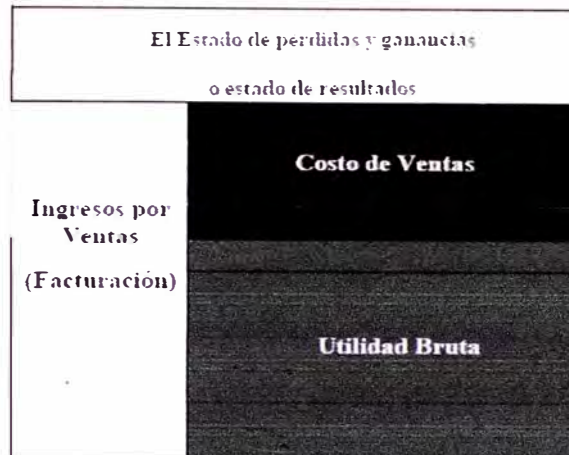 El Estado de perdidas y ganancias
o estado de resultados
Costo de Ventas
Ingresos por
Ventas
(Facturación)
Utilidad Bruta